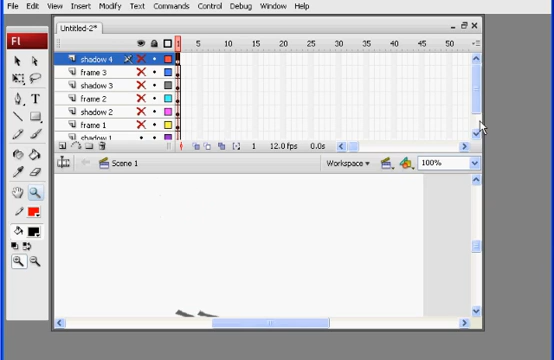 File Edit View Insert Modify Text Commands Control Debug Window Help
Untitled-2*
Fl
1 5 10 15 20 25 30 35 40 45 50
shadow 4
frame 3
shadow 3
frame 2
shadow 2
frame 1
shadow 1
1 12.0 fps 0.0s
Scene 1 Workspace 100%
T